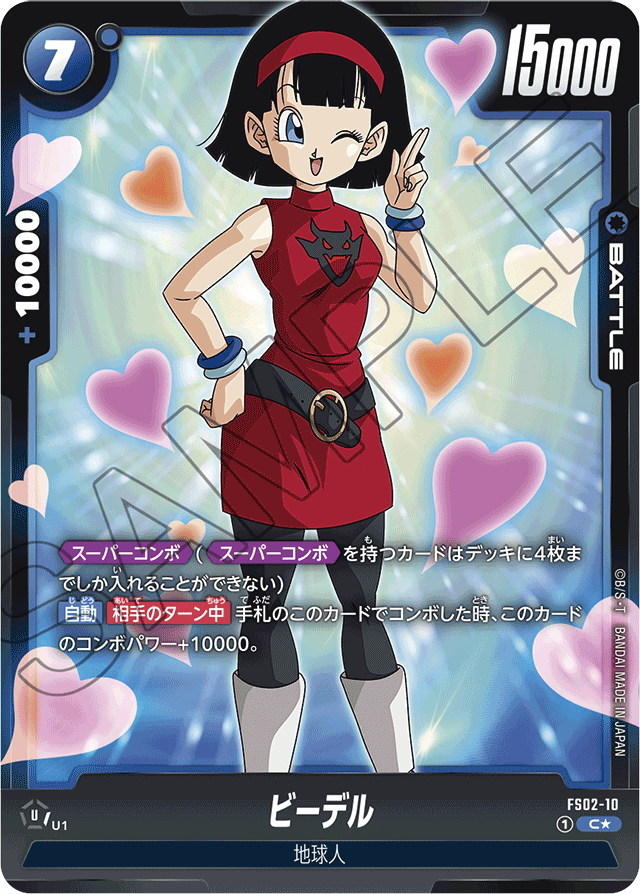 7
15000
+10000
BATTLE
SAMPLE
スーパーコンボ ( スーパーコンボ を持つカードはデッキに4枚ま
でしか入れることができない)
自動 相手のターン中 手札のこのカードでコンボした時、このカード
のコンボパワー+10000。
©B/S・T BANDAI MADE IN JAPAN
U U1
ビーデル
FS02-10
1 C★
地球人